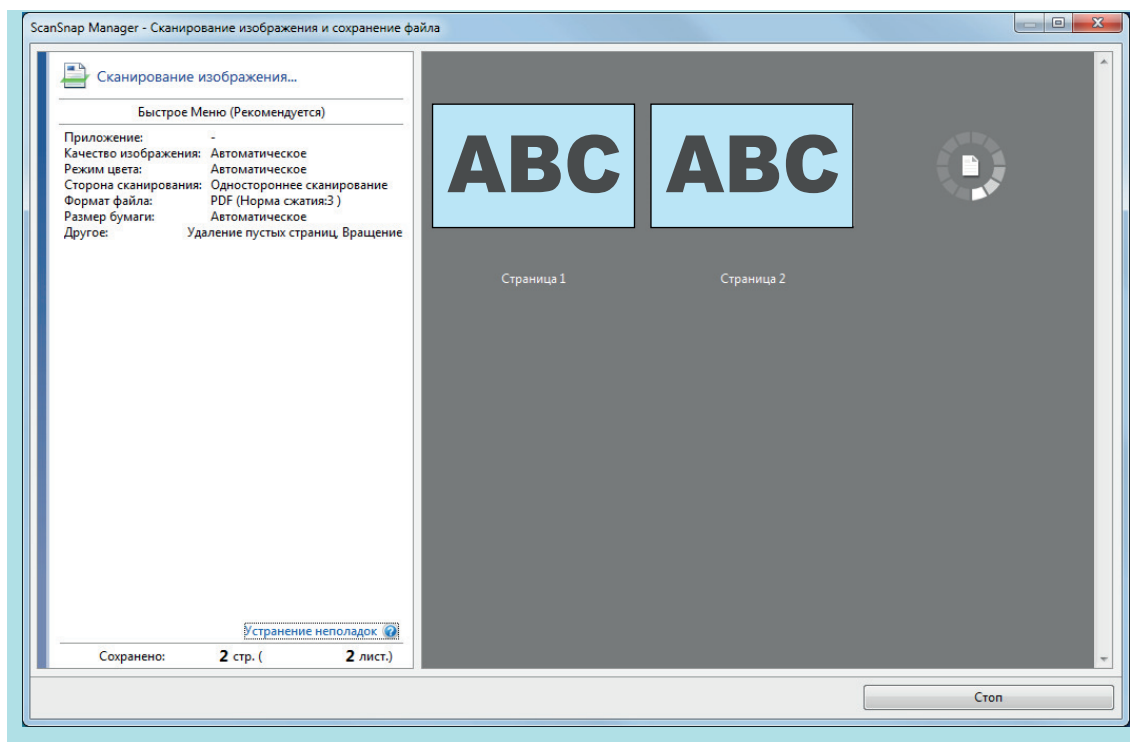 ScanSnap Manager - Сканирование изображения и сохранение файла
Сканирование изображения...
Быстрое Меню (Рекомендуется)
Приложение: -
Качество изображения: Автоматическое
Режим цвета: Автоматическое
Сторона сканирования: Одностороннее сканирование
Формат файла: PDF (Норма сжатия:3 )
Размер бумаги: Автоматическое
Другое: Удаление пустых страниц, Вращение
Устранение неполадок
Сохранено: 2 стр. ( 2 лист.)
ABC ABC
Страница 1 Страница 2
Стоп